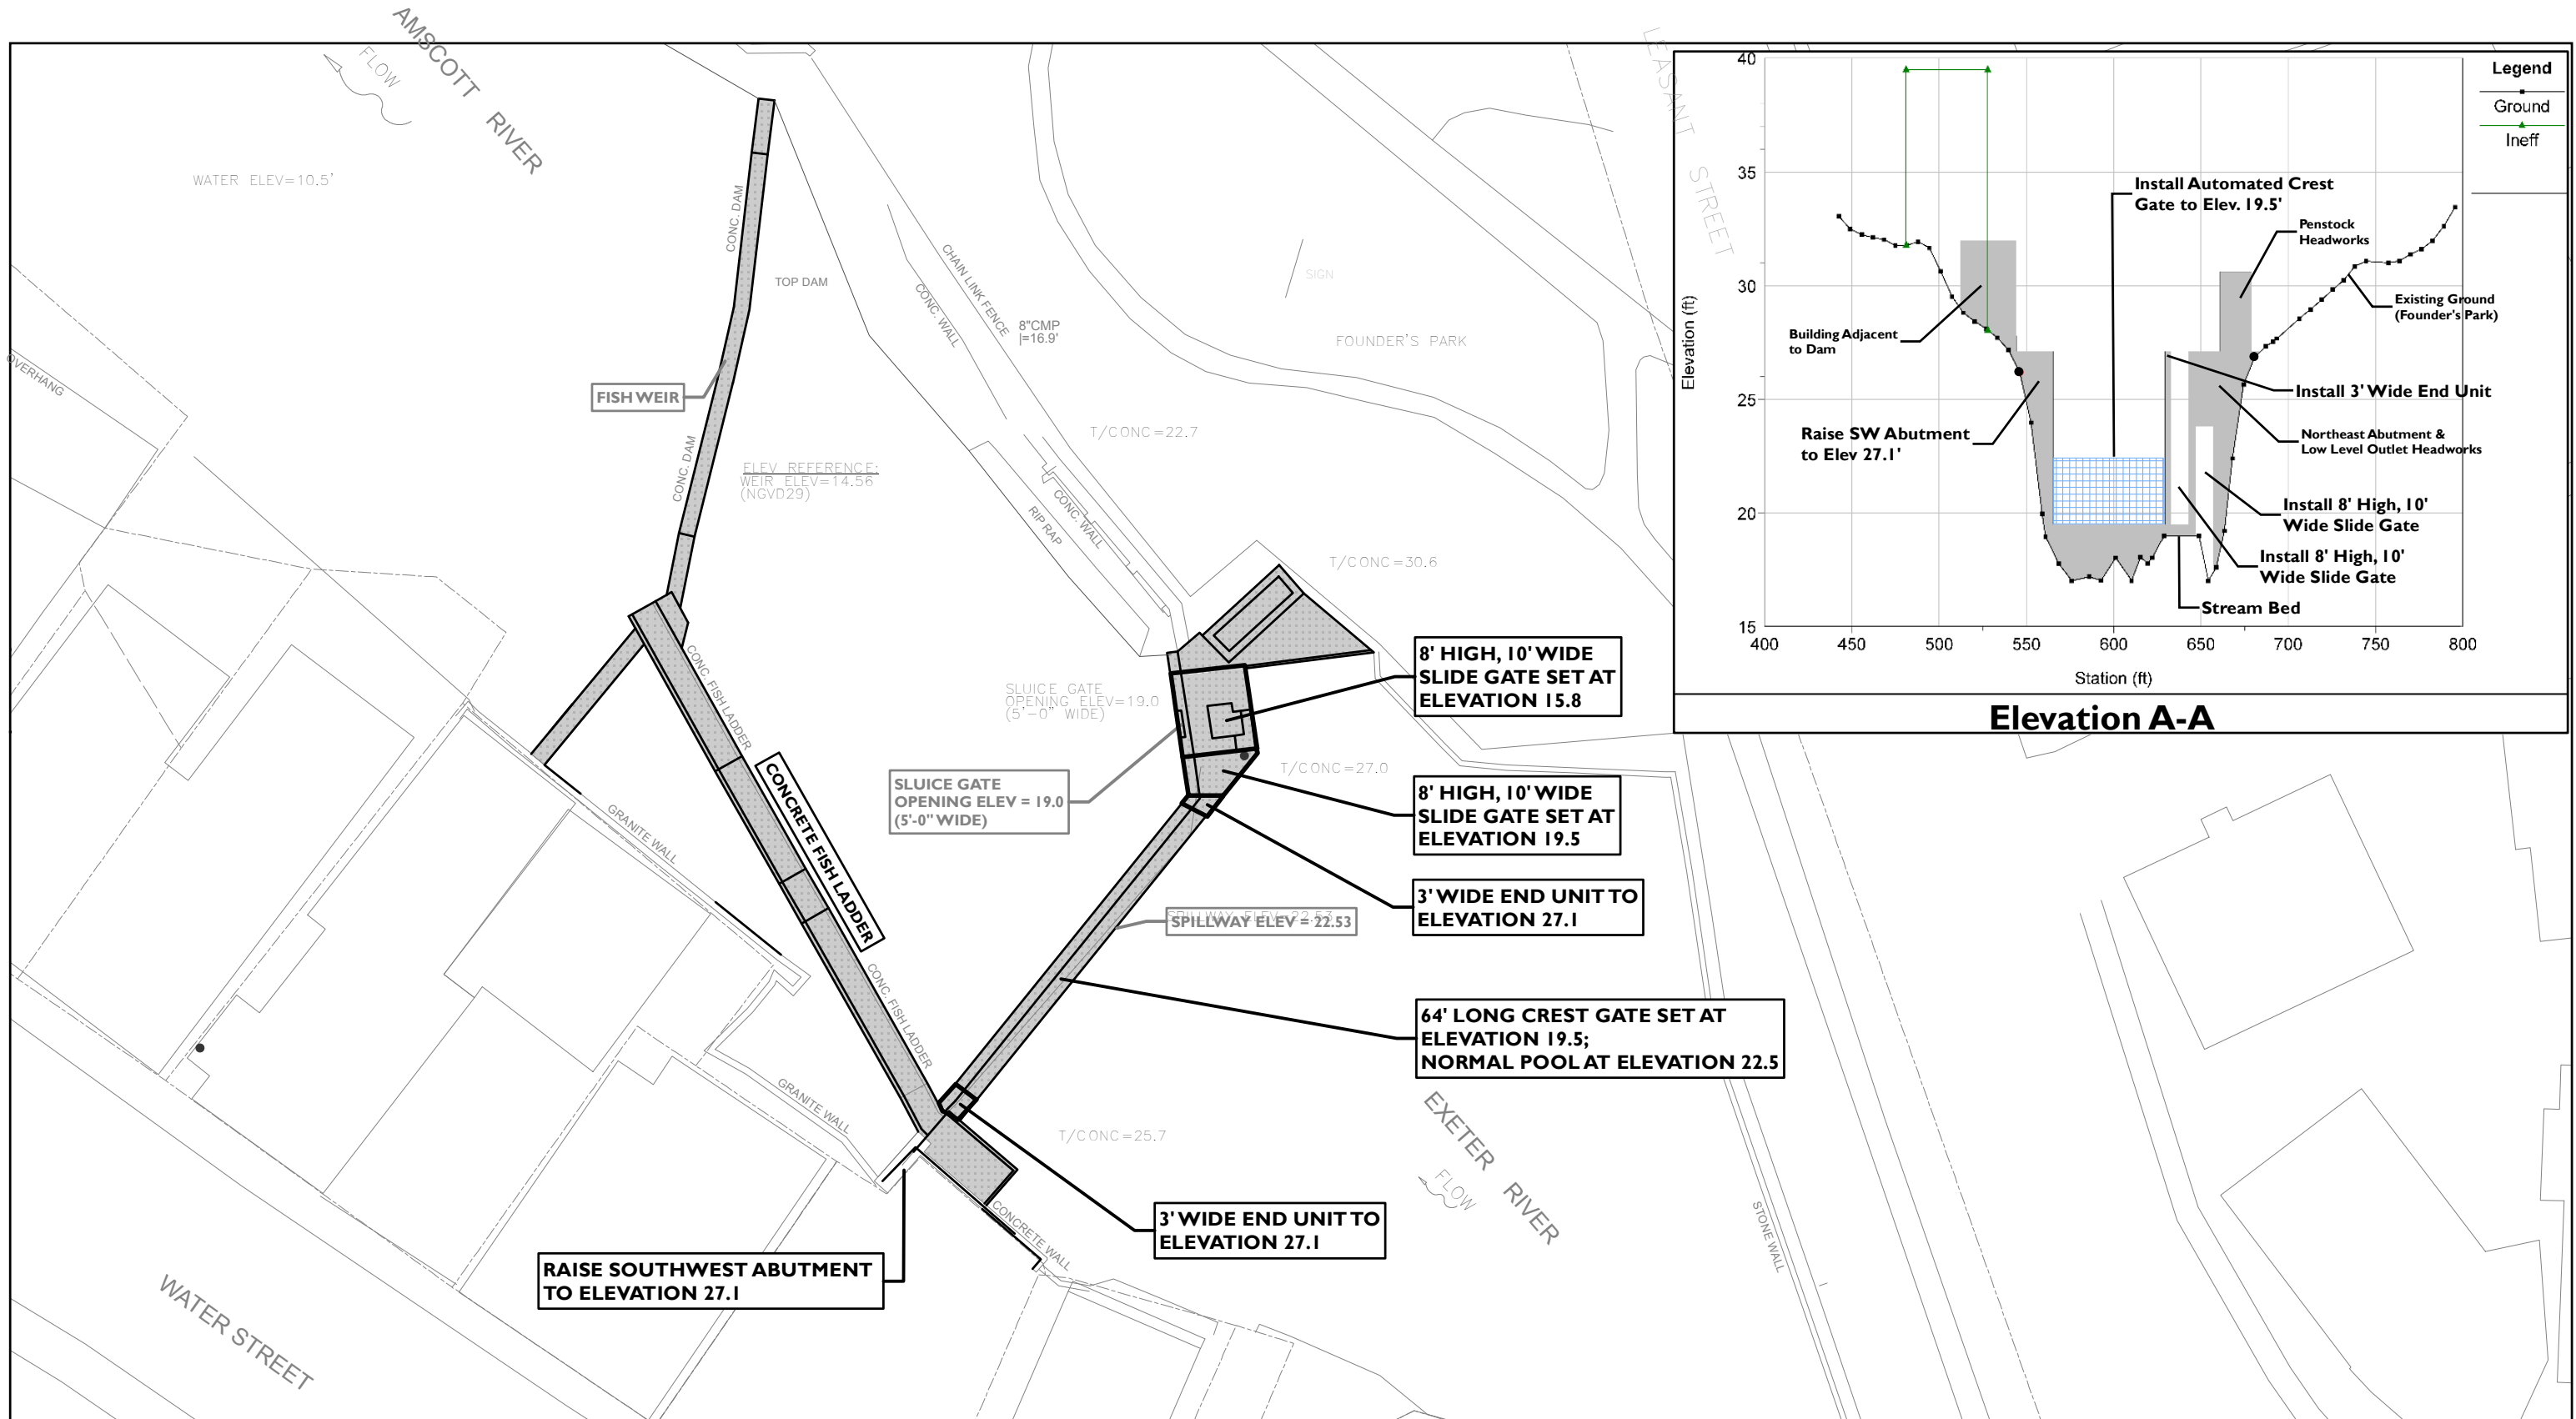 AMSCOTT RIVER
FLOW
WATER ELEV=10.5'
OVERHANG
CONC. DAM
TOP DAM
FISH WEIR
CONC. DAM
ELEV REFERENCE:
WEIR ELEV=14.56
(NGVD29)
CHAIN LINK FENCE
CONC. WALL
8"CMP
I=16.9'
SIGN
FOUNDER'S PARK
T/CONC=22.7
RIP RAP
CONC. WALL
T/CONC=30.6
LEASANT STREET
CONC. FISH LADDER
CONCRETE FISH LADDER
CONC. FISH LADDER
SLUICE GATE
OPENING ELEV=19.0
(5'-0" WIDE)
SLUICE GATE
OPENING ELEV = 19.0
(5'-0" WIDE)
8' HIGH, 10' WIDE
SLIDE GATE SET AT
ELEVATION 15.8
T/CONC=27.0
8' HIGH, 10' WIDE
SLIDE GATE SET AT
ELEVATION 19.5
3' WIDE END UNIT TO
ELEVATION 27.1
SPILLWAY ELEV=22.53
SPILLWAY ELEV = 22.53
64' LONG CREST GATE SET AT
ELEVATION 19.5;
NORMAL POOL AT ELEVATION 22.5
GRANITE WALL
GRANITE WALL
T/CONC=25.7
EXETER RIVER
FLOW
STONE WALL
CONCRETE WALL
3' WIDE END UNIT TO
ELEVATION 27.1
RAISE SOUTHWEST ABUTMENT
TO ELEVATION 27.1
WATER STREET
40
35
30
25
20
15
Elevation (ft)
400 450 500 550 600 650 700 750 800
Station (ft)
Legend
Ground
Ineff
Install Automated Crest
Gate to Elev. 19.5'
Penstock
Headworks
Existing Ground
(Founder's Park)
Building Adjacent
to Dam
Install 3' Wide End Unit
Raise SW Abutment
to Elev 27.1'
Northeast Abutment &
Low Level Outlet Headworks
Install 8' High, 10'
Wide Slide Gate
Install 8' High, 10'
Wide Slide Gate
Stream Bed
Elevation A-A